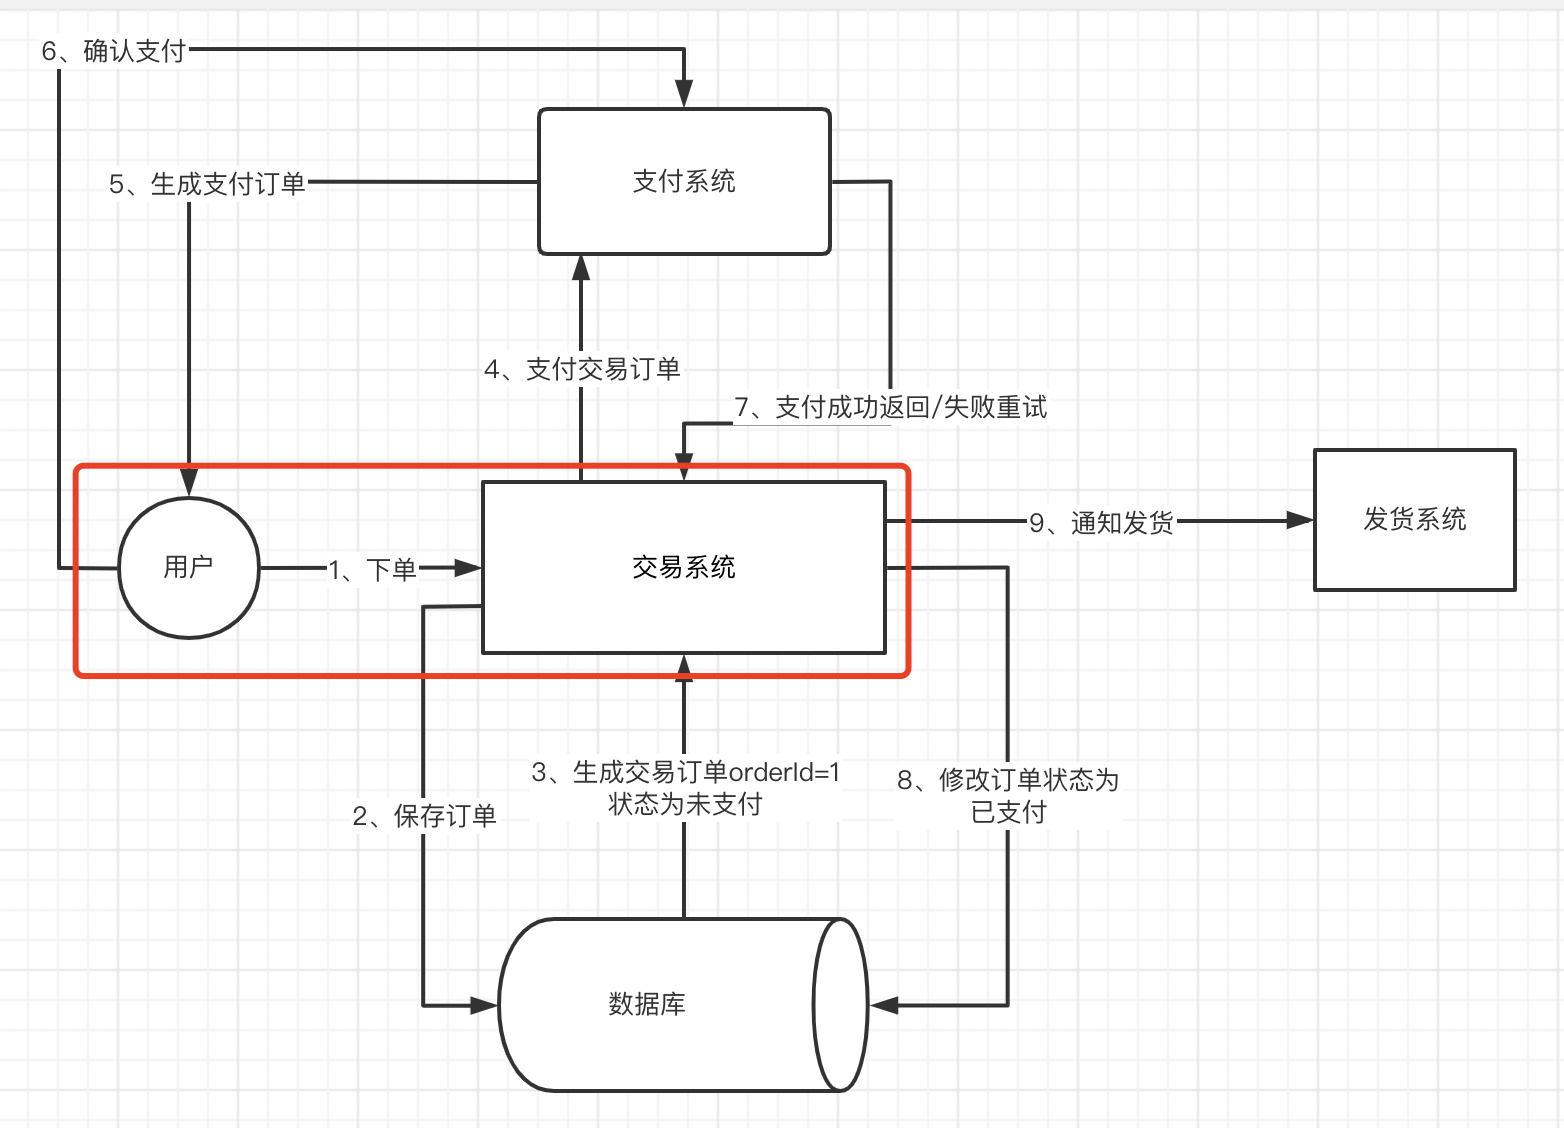 6、确认支付
5、生成支付订单
支付系统
4、支付交易订单
7、支付成功返回/失败重试
用户
1、下单
交易系统
9、通知发货
发货系统
3、生成交易订单orderId=1
状态为未支付
8、修改订单状态为
已支付
2、保存订单
数据库